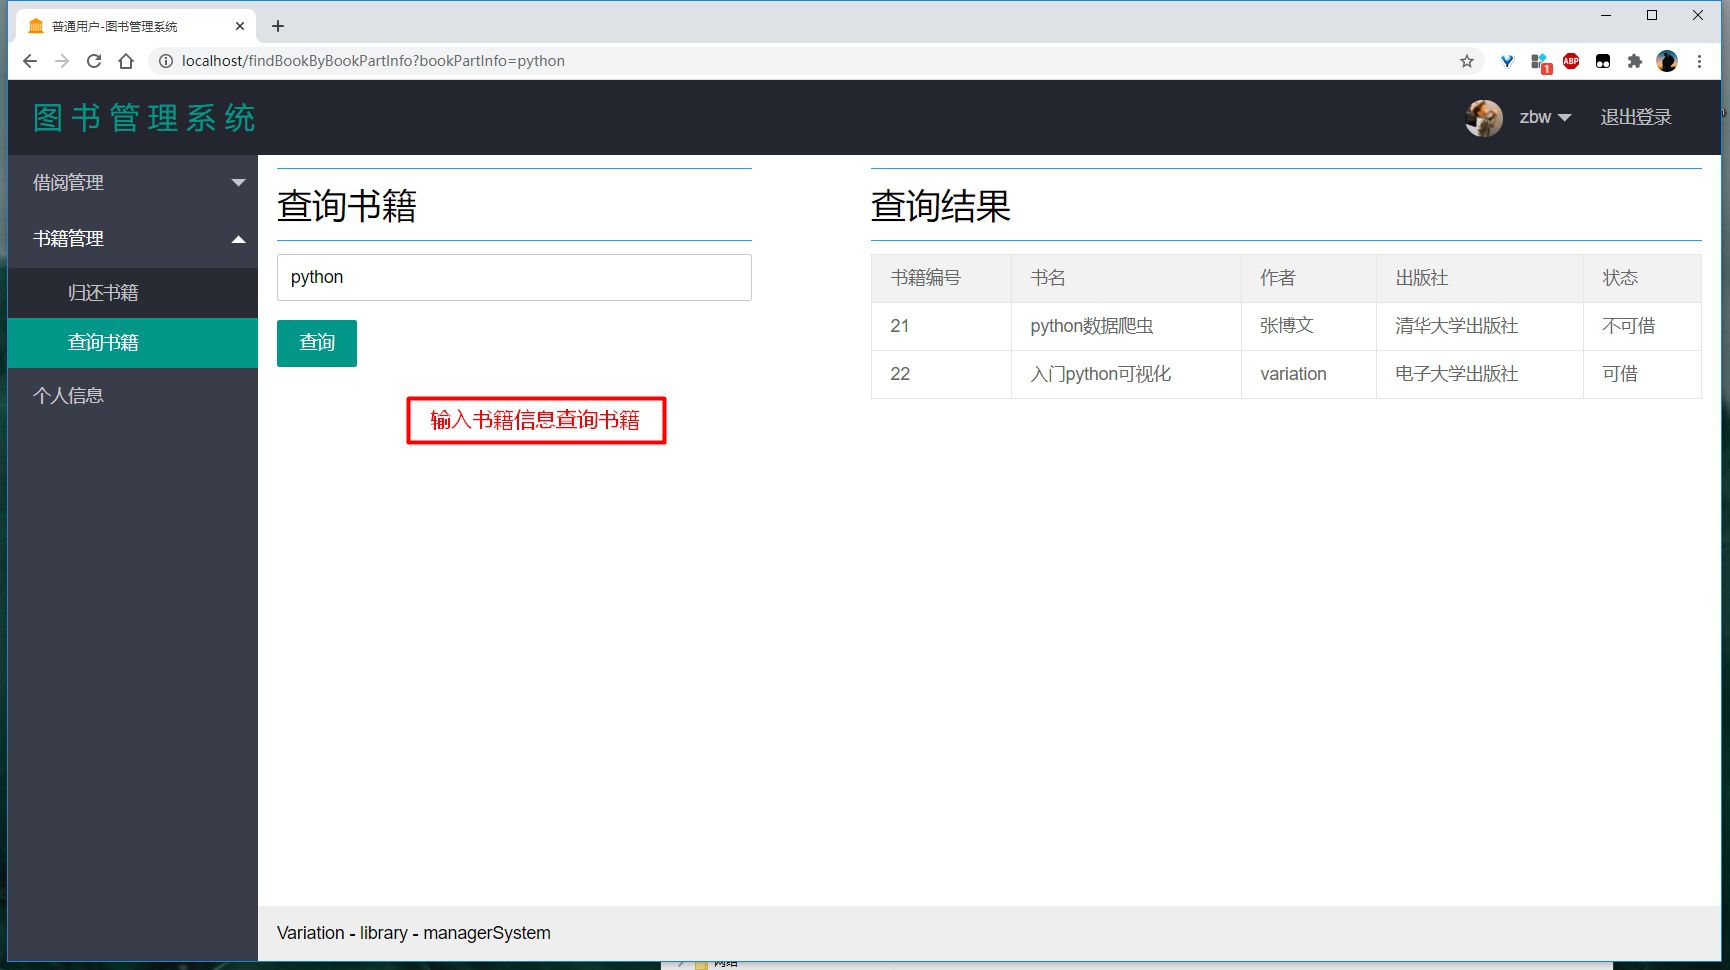 普通用户-图书管理系统
localhost/findBookByBookPartInfo?bookPartInfo=python
1
ABP
图书管理系统
zbw
退出登录
借阅管理
书籍管理
归还书籍
查询书籍
个人信息
查询书籍
python
查询
输入书籍信息查询书籍
查询结果
书籍编号 书名 作者 出版社 状态
21 python数据爬虫 张博文 清华大学出版社 不可借
22 入门python可视化 variation 电子大学出版社 可借
Variation - library - managerSystem
网络